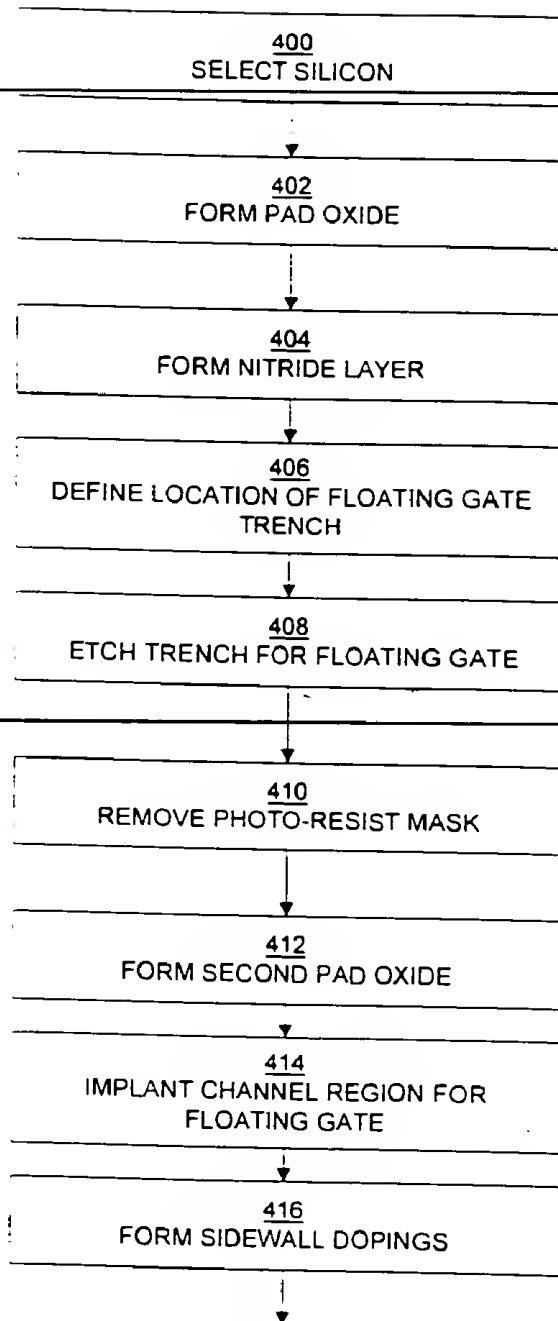 400
SELECT SILICON
402
FORM PAD OXIDE
404
FORM NITRIDE LAYER
406
DEFINE LOCATION OF FLOATING GATE
TRENCH
408
ETCH TRENCH FOR FLOATING GATE
410
REMOVE PHOTO-RESIST MASK
412
FORM SECOND PAD OXIDE
414
IMPLANT CHANNEL REGION FOR
FLOATING GATE
416
FORM SIDEWALL DOPINGS